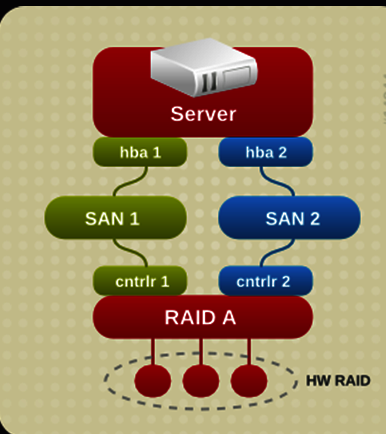 Server
hba 1
hba 2
SAN 1
SAN 2
cntrlr 1
cntrlr 2
RAID A
HW RAID